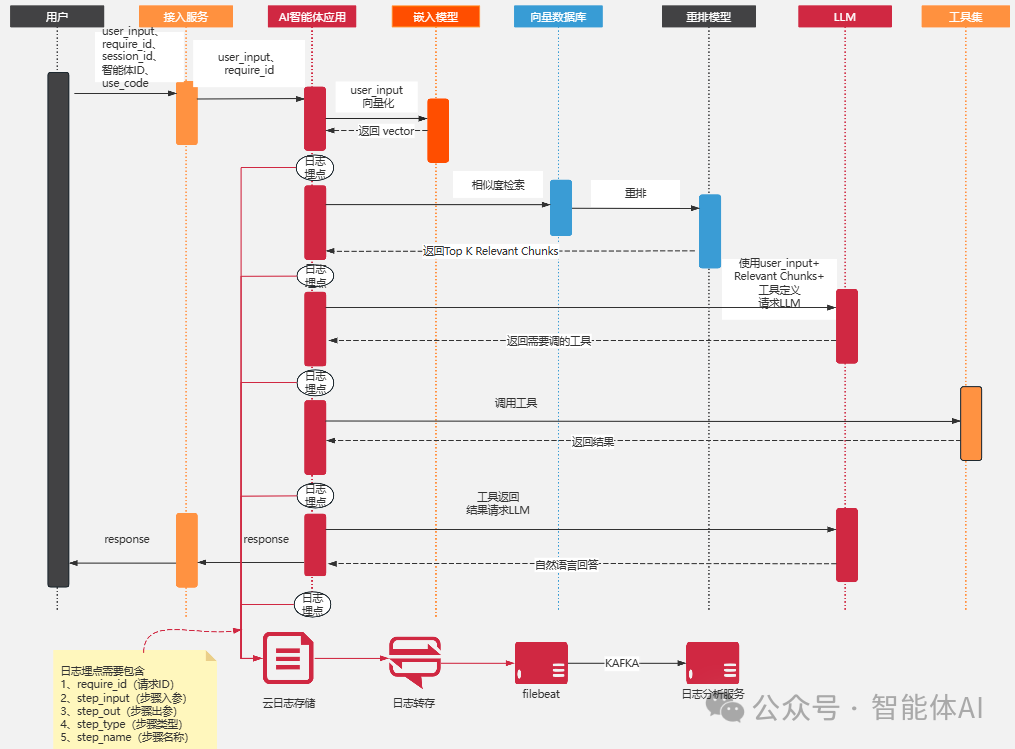 用户
接入服务
AI智能体应用
嵌入模型
向量数据库
重排模型
LLM
工具集
user_input、
require_id、
session_id、
智能体ID、
use_code
user_input、
require_id
user_input
向量化
返回 vector
日志
埋点
相似度检索
重排
返回Top K Relevant Chunks
日志
埋点
使用user_input+
Relevant Chunks+
工具定义
请求LLM
返回需要调的工具
日志
埋点
调用工具
返回结果
日志
埋点
工具返回
结果请求LLM
response
response
自然语言回答
日志
埋点
日志埋点需要包含
1、require_id（请求ID）
2、step_input（步骤入参）
3、step_out（步骤出参）
4、step_type（步骤类型）
5、step_name（步骤名称）
云日志存储
日志转存
filebeat
KAFKA
日志分析服务
公众号 · 智能体AI